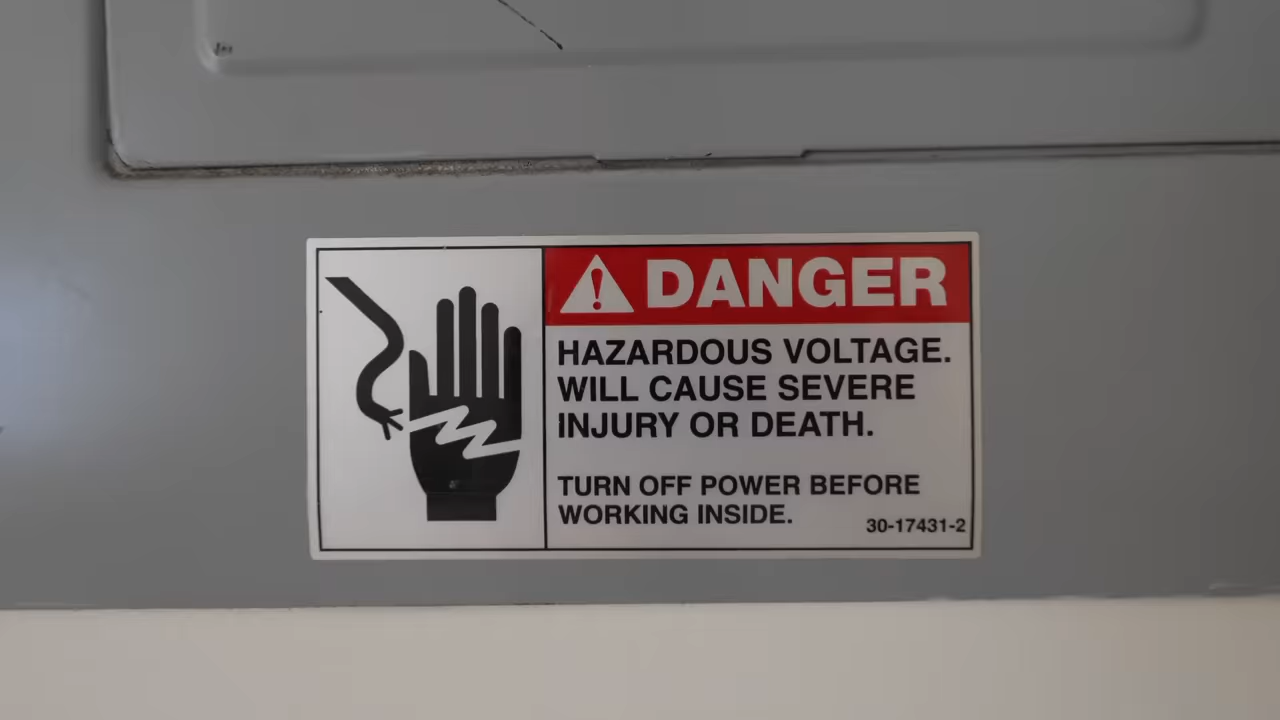 DANGER
HAZARDOUS VOLTAGE.
WILL CAUSE SEVERE
INJURY OR DEATH.
TURN OFF POWER BEFORE
WORKING INSIDE.
30-17431-2